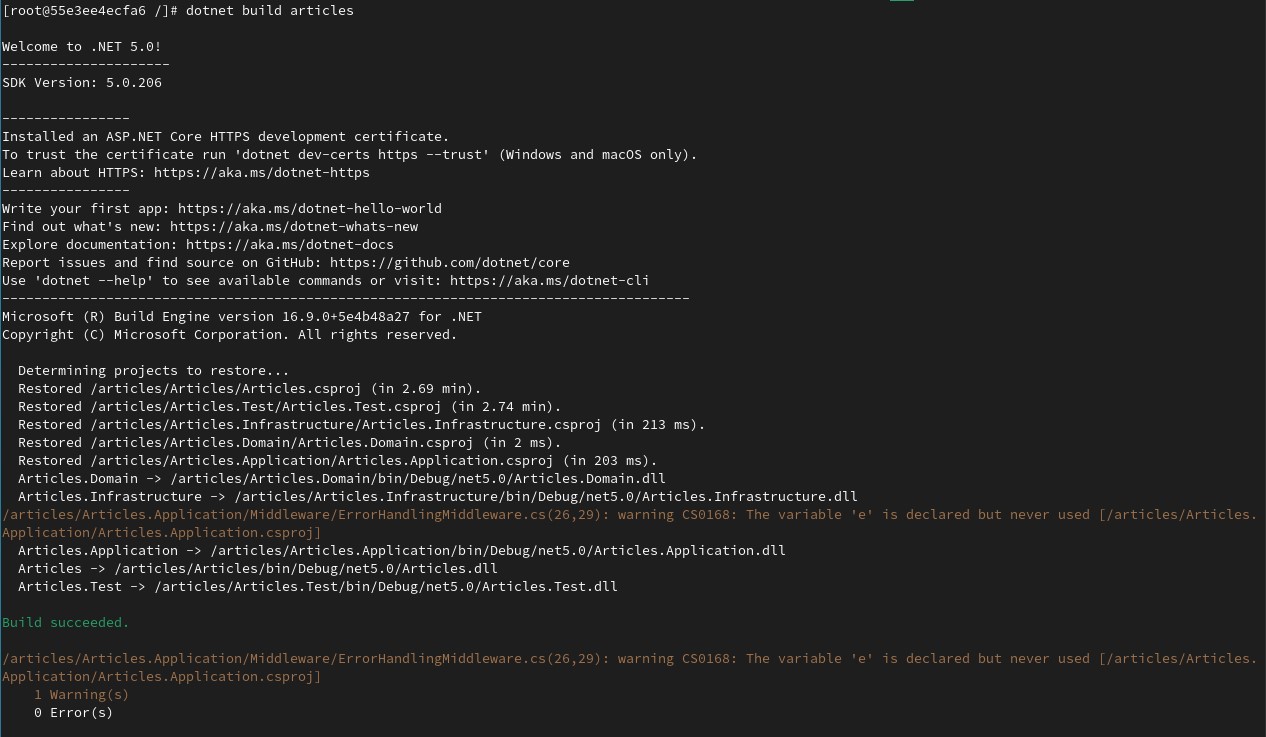 [root@55e3ee4ecfa6 /]# dotnet build articles
Welcome to .NET 5.0!
---------------------
SDK Version: 5.0.206
----------------
Installed an ASP.NET Core HTTPS development certificate.
To trust the certificate run 'dotnet dev-certs https --trust' (Windows and macOS only).
Learn about HTTPS: https://aka.ms/dotnet-https
----------------
Write your first app: https://aka.ms/dotnet-hello-world
Find out what's new: https://aka.ms/dotnet-whats-new
Explore documentation: https://aka.ms/dotnet-docs
Report issues and find source on GitHub: https://github.com/dotnet/core
Use 'dotnet --help' to see available commands or visit: https://aka.ms/dotnet-cli
--------------------------------------------------------------------------------------
Microsoft (R) Build Engine version 16.9.0+5e4b48a27 for .NET
Copyright (C) Microsoft Corporation. All rights reserved.
  Determining projects to restore...
  Restored /articles/Articles/Articles.csproj (in 2.69 min).
  Restored /articles/Articles.Test/Articles.Test.csproj (in 2.74 min).
  Restored /articles/Articles.Infrastructure/Articles.Infrastructure.csproj (in 213 ms).
  Restored /articles/Articles.Domain/Articles.Domain.csproj (in 2 ms).
  Restored /articles/Articles.Application/Articles.Application.csproj (in 203 ms).
  Articles.Domain -> /articles/Articles.Domain/bin/Debug/net5.0/Articles.Domain.dll
  Articles.Infrastructure -> /articles/Articles.Infrastructure/bin/Debug/net5.0/Articles.Infrastructure.dll
/articles/Articles.Application/Middleware/ErrorHandlingMiddleware.cs(26,29): warning CS0168: The variable 'e' is declared but never used [/articles/Articles.
Application/Articles.Application.csproj]
  Articles.Application -> /articles/Articles.Application/bin/Debug/net5.0/Articles.Application.dll
  Articles -> /articles/Articles/bin/Debug/net5.0/Articles.dll
  Articles.Test -> /articles/Articles.Test/bin/Debug/net5.0/Articles.Test.dll
Build succeeded.
/articles/Articles.Application/Middleware/ErrorHandlingMiddleware.cs(26,29): warning CS0168: The variable 'e' is declared but never used [/articles/Articles.
Application/Articles.Application.csproj]
    1 Warning(s)
    0 Error(s)